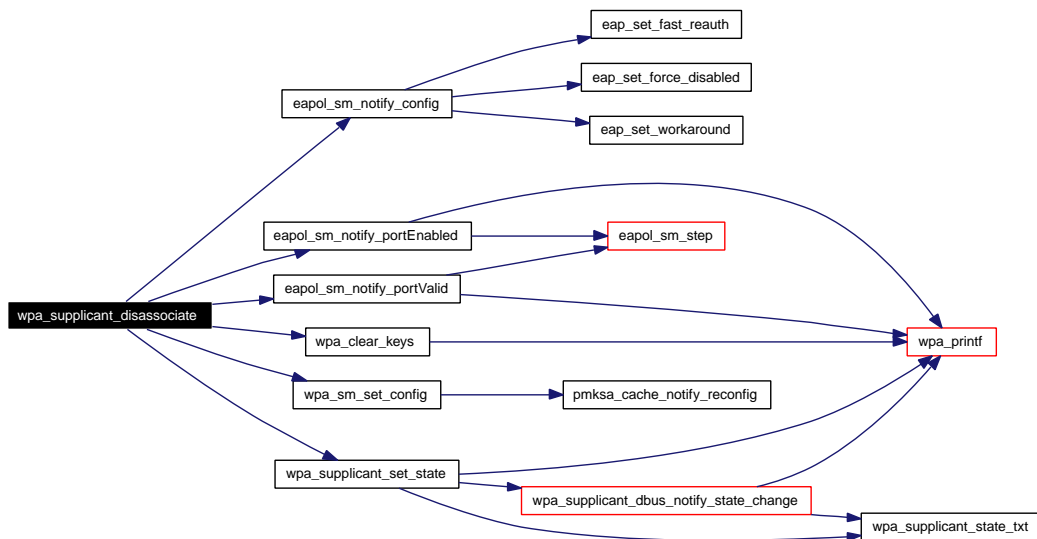 eap_set_fast_reauth
eap_set_force_disabled
eapol_sm_notify_config
eap_set_workaround
eapol_sm_notify_portEnabled
eapol_sm_step
eapol_sm_notify_portValid
wpa_supplicant_disassociate
wpa_clear_keys
wpa_printf
wpa_sm_set_config
pmksa_cache_notify_reconfig
wpa_supplicant_set_state
wpa_supplicant_dbus_notify_state_change
wpa_supplicant_state_txt